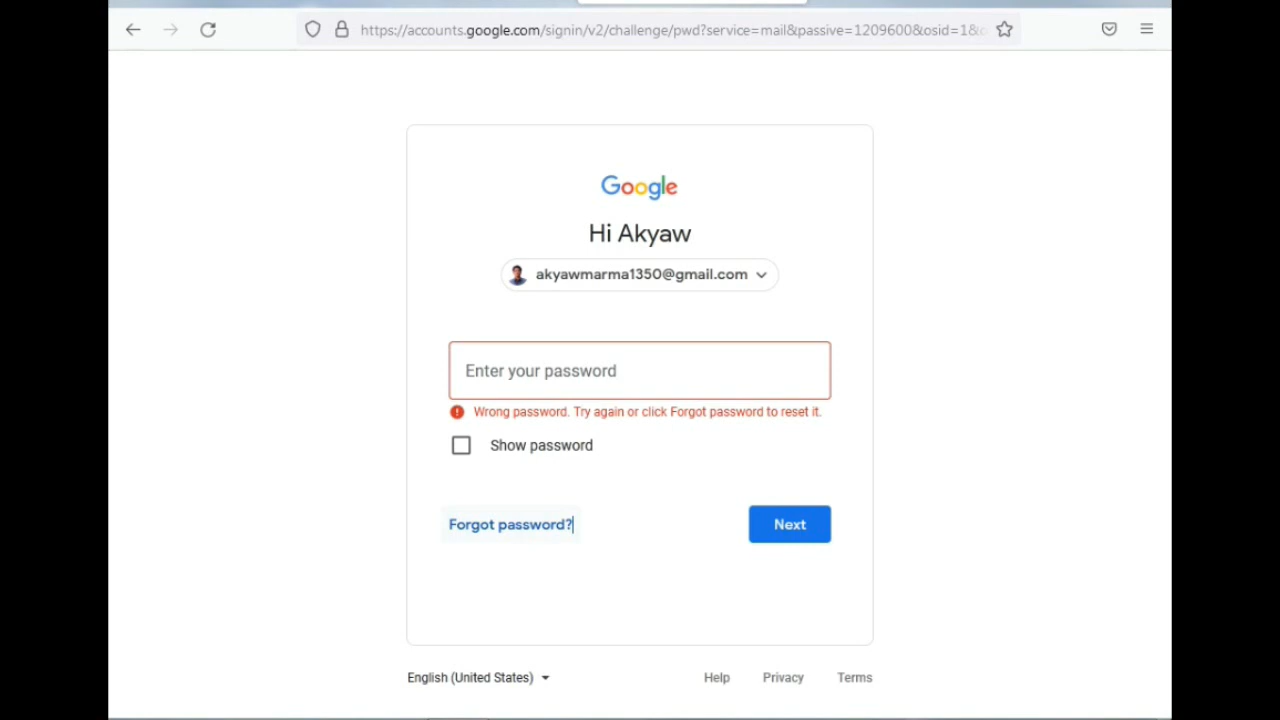 https://accounts.google.com/signin/v2/challenge/pwd?service=mail&passive=1209600&osid=1&
Google
Hi Akyaw
akyawmarma1350@gmail.com
Enter your password
Wrong password. Try again or click Forgot password to reset it.
Show password
Forgot password?
Next
English (United States)
Help Privacy Terms